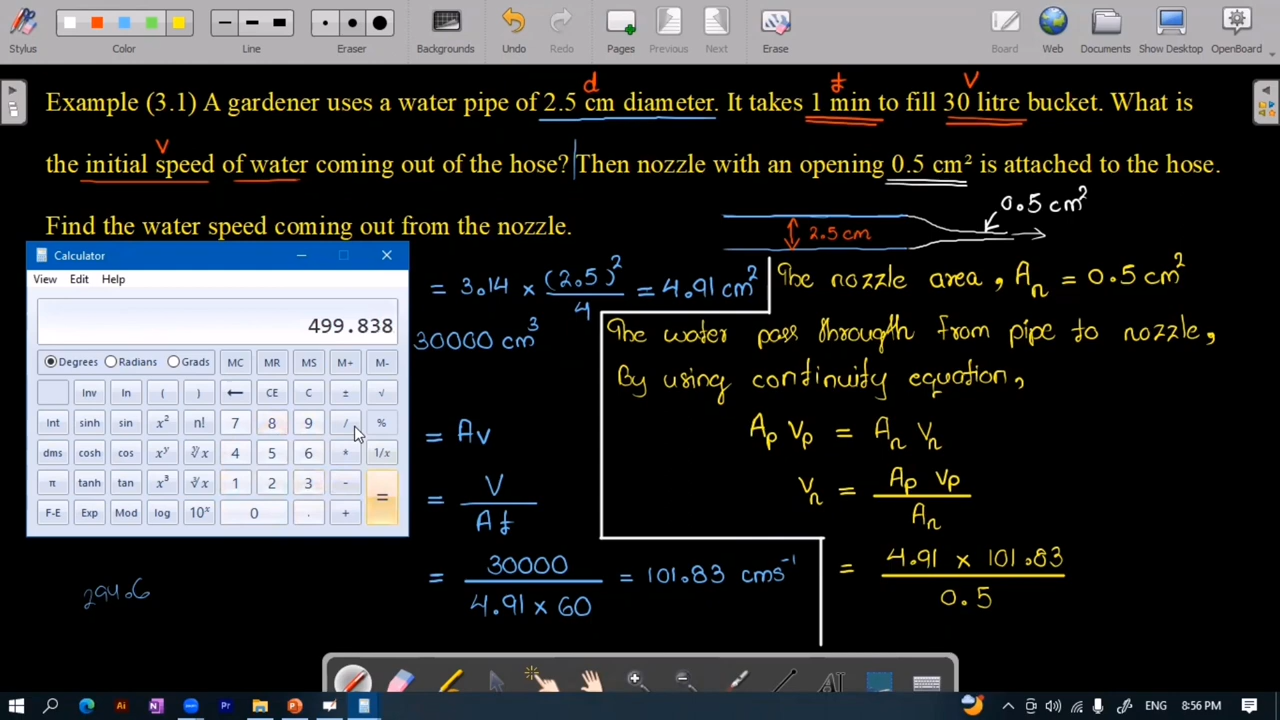 Stylus
Color
Line
Eraser
Backgrounds
Undo
Redo
Pages
Previous
Next
Erase
Board
Web
Documents
Show Desktop
OpenBoard
d
t
V
Example (3.1) A gardener uses a water pipe of 2.5 cm diameter. It takes 1 min to fill 30 litre bucket. What is
v
the initial speed of water coming out of the hose? Then nozzle with an opening 0.5 cm² is attached to the hose.
0.5 cm²
Find the water speed coming out from the nozzle.
2.5 cm
Calculator
View Edit Help
499.838
Degrees Radians Grads MC MR MS M+ M-
Inv ln ( ) ← CE C ± √
Int sinh sin x² n! 7 8 9 / %
dms cosh cos xʸ ʸ√x 4 5 6 * 1/x
π tanh tan x³ ³√x 1 2 3 - =
F-E Exp Mod log 10ˣ 0 . +
= 3.14 × (2.5)² / 4 = 4.91 cm²
30000 cm³
= Av
= V / At
= 30000 / 4.91 × 60 = 101.83 cms⁻¹
294.6
The nozzle area, Aₙ = 0.5 cm²
The water pass throughth from pipe to nozzle,
By using continuity equation,
Aₚ vₚ = Aₙ vₙ
vₙ = Aₚ vₚ / Aₙ
= 4.91 × 101.83 / 0.5
ENG 8:56 PM